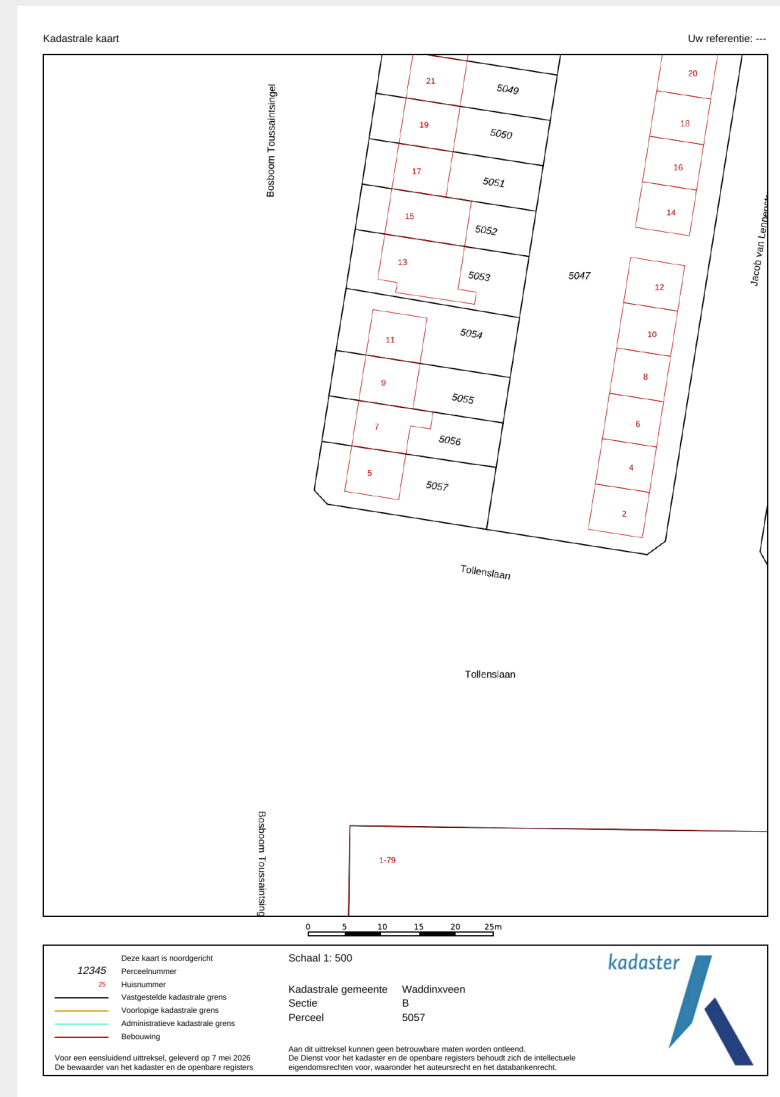 Kadastrale kaart
Uw referentie: ---
Bosboom Toussaintsingel
21
5049
20
19
5050
18
17
5051
16
15
5052
14
13
5053
5047
12
11
5054
10
9
5055
8
7
5056
6
5
5057
4
2
Jacob van
Tollenslaan
Tollenslaan
Bosboom Toussaintsing
1-79
0 5 10 15 20 25m
Deze kaart is noordgericht
12345 Perceelnummer
25 Huisnummer
Vastgestelde kadastrale grens
Voorlopige kadastrale grens
Administratieve kadastrale grens
Bebouwing
Voor een eensluidend uittreksel, geleverd op 7 mei 2026
De bewaarder van het kadaster en de openbare registers
Schaal 1: 500
Kadastrale gemeente Waddinxveen
Sectie B
Perceel 5057
Aan dit uittreksel kunnen geen betrouwbare maten worden ontleend.
De Dienst voor het kadaster en de openbare registers behoudt zich de intellectuele
eigendomsrechten voor, waaronder het auteursrecht en het databankenrecht.
kadaster